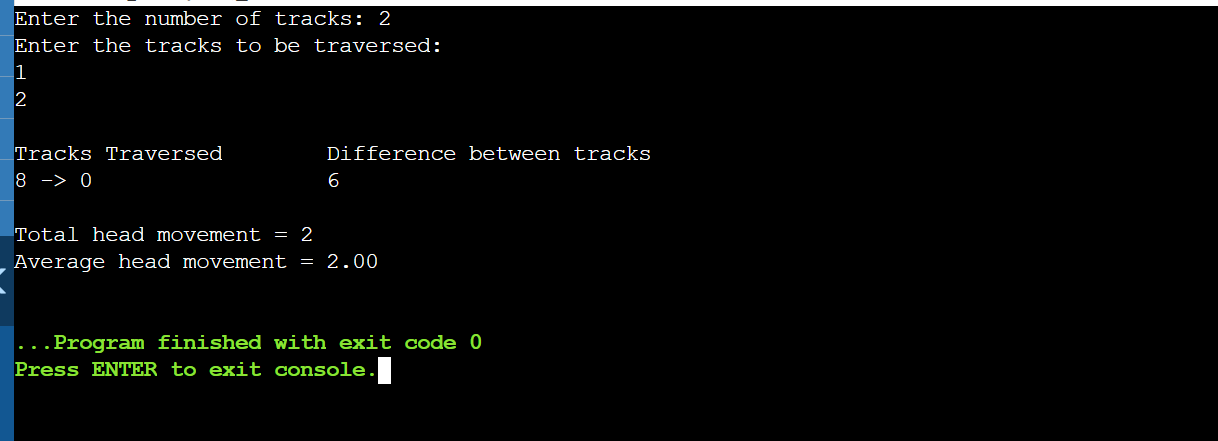 Enter the number of tracks: 2
Enter the tracks to be traversed:
1
2
Tracks Traversed Difference between tracks
8 -> 0 6
Total head movement = 2
Average head movement = 2.00
...Program finished with exit code 0
Press ENTER to exit console.